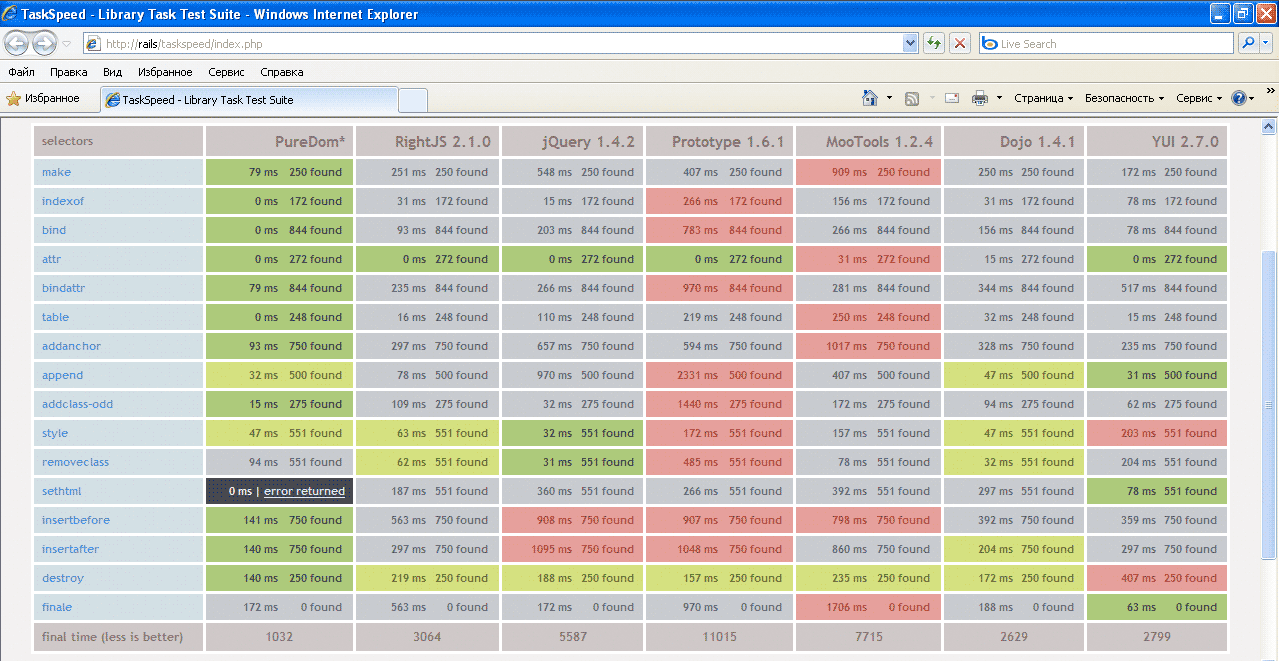 TaskSpeed - Library Task Test Suite - Windows Internet Explorer
http://rails/taskspeed/index.php Live Search
Файл Правка Вид Избранное Сервис Справка
Избранное TaskSpeed - Library Task Test Suite Страница Безопасность Сервис »
selectors PureDom* RightJS 2.1.0 jQuery 1.4.2 Prototype 1.6.1 MooTools 1.2.4 Dojo 1.4.1 YUI 2.7.0
make 79 ms 250 found 251 ms 250 found 548 ms 250 found 407 ms 250 found 909 ms 250 found 250 ms 250 found 172 ms 250 found
indexof 0 ms 172 found 31 ms 172 found 15 ms 172 found 266 ms 172 found 156 ms 172 found 31 ms 172 found 78 ms 172 found
bind 0 ms 844 found 93 ms 844 found 203 ms 844 found 783 ms 844 found 266 ms 844 found 156 ms 844 found 78 ms 844 found
attr 0 ms 272 found 0 ms 272 found 0 ms 272 found 0 ms 272 found 31 ms 272 found 15 ms 272 found 0 ms 272 found
bindattr 79 ms 844 found 235 ms 844 found 266 ms 844 found 970 ms 844 found 281 ms 844 found 344 ms 844 found 517 ms 844 found
table 0 ms 248 found 16 ms 248 found 110 ms 248 found 219 ms 248 found 250 ms 248 found 32 ms 248 found 15 ms 248 found
addanchor 93 ms 750 found 297 ms 750 found 657 ms 750 found 594 ms 750 found 1017 ms 750 found 328 ms 750 found 235 ms 750 found
append 32 ms 500 found 78 ms 500 found 970 ms 500 found 2331 ms 500 found 407 ms 500 found 47 ms 500 found 31 ms 500 found
addclass-odd 15 ms 275 found 109 ms 275 found 32 ms 275 found 1440 ms 275 found 172 ms 275 found 94 ms 275 found 62 ms 275 found
style 47 ms 551 found 63 ms 551 found 32 ms 551 found 172 ms 551 found 157 ms 551 found 47 ms 551 found 203 ms 551 found
removeclass 94 ms 551 found 62 ms 551 found 31 ms 551 found 485 ms 551 found 78 ms 551 found 32 ms 551 found 204 ms 551 found
sethtml 0 ms | error returned 187 ms 551 found 360 ms 551 found 266 ms 551 found 392 ms 551 found 297 ms 551 found 78 ms 551 found
insertbefore 141 ms 750 found 563 ms 750 found 908 ms 750 found 907 ms 750 found 798 ms 750 found 392 ms 750 found 359 ms 750 found
insertafter 140 ms 750 found 297 ms 750 found 1095 ms 750 found 1048 ms 750 found 860 ms 750 found 204 ms 750 found 297 ms 750 found
destroy 140 ms 250 found 219 ms 250 found 188 ms 250 found 157 ms 250 found 235 ms 250 found 172 ms 250 found 407 ms 250 found
finale 172 ms 0 found 563 ms 0 found 172 ms 0 found 970 ms 0 found 1706 ms 0 found 188 ms 0 found 63 ms 0 found
final time (less is better) 1032 3064 5587 11015 7715 2629 2799